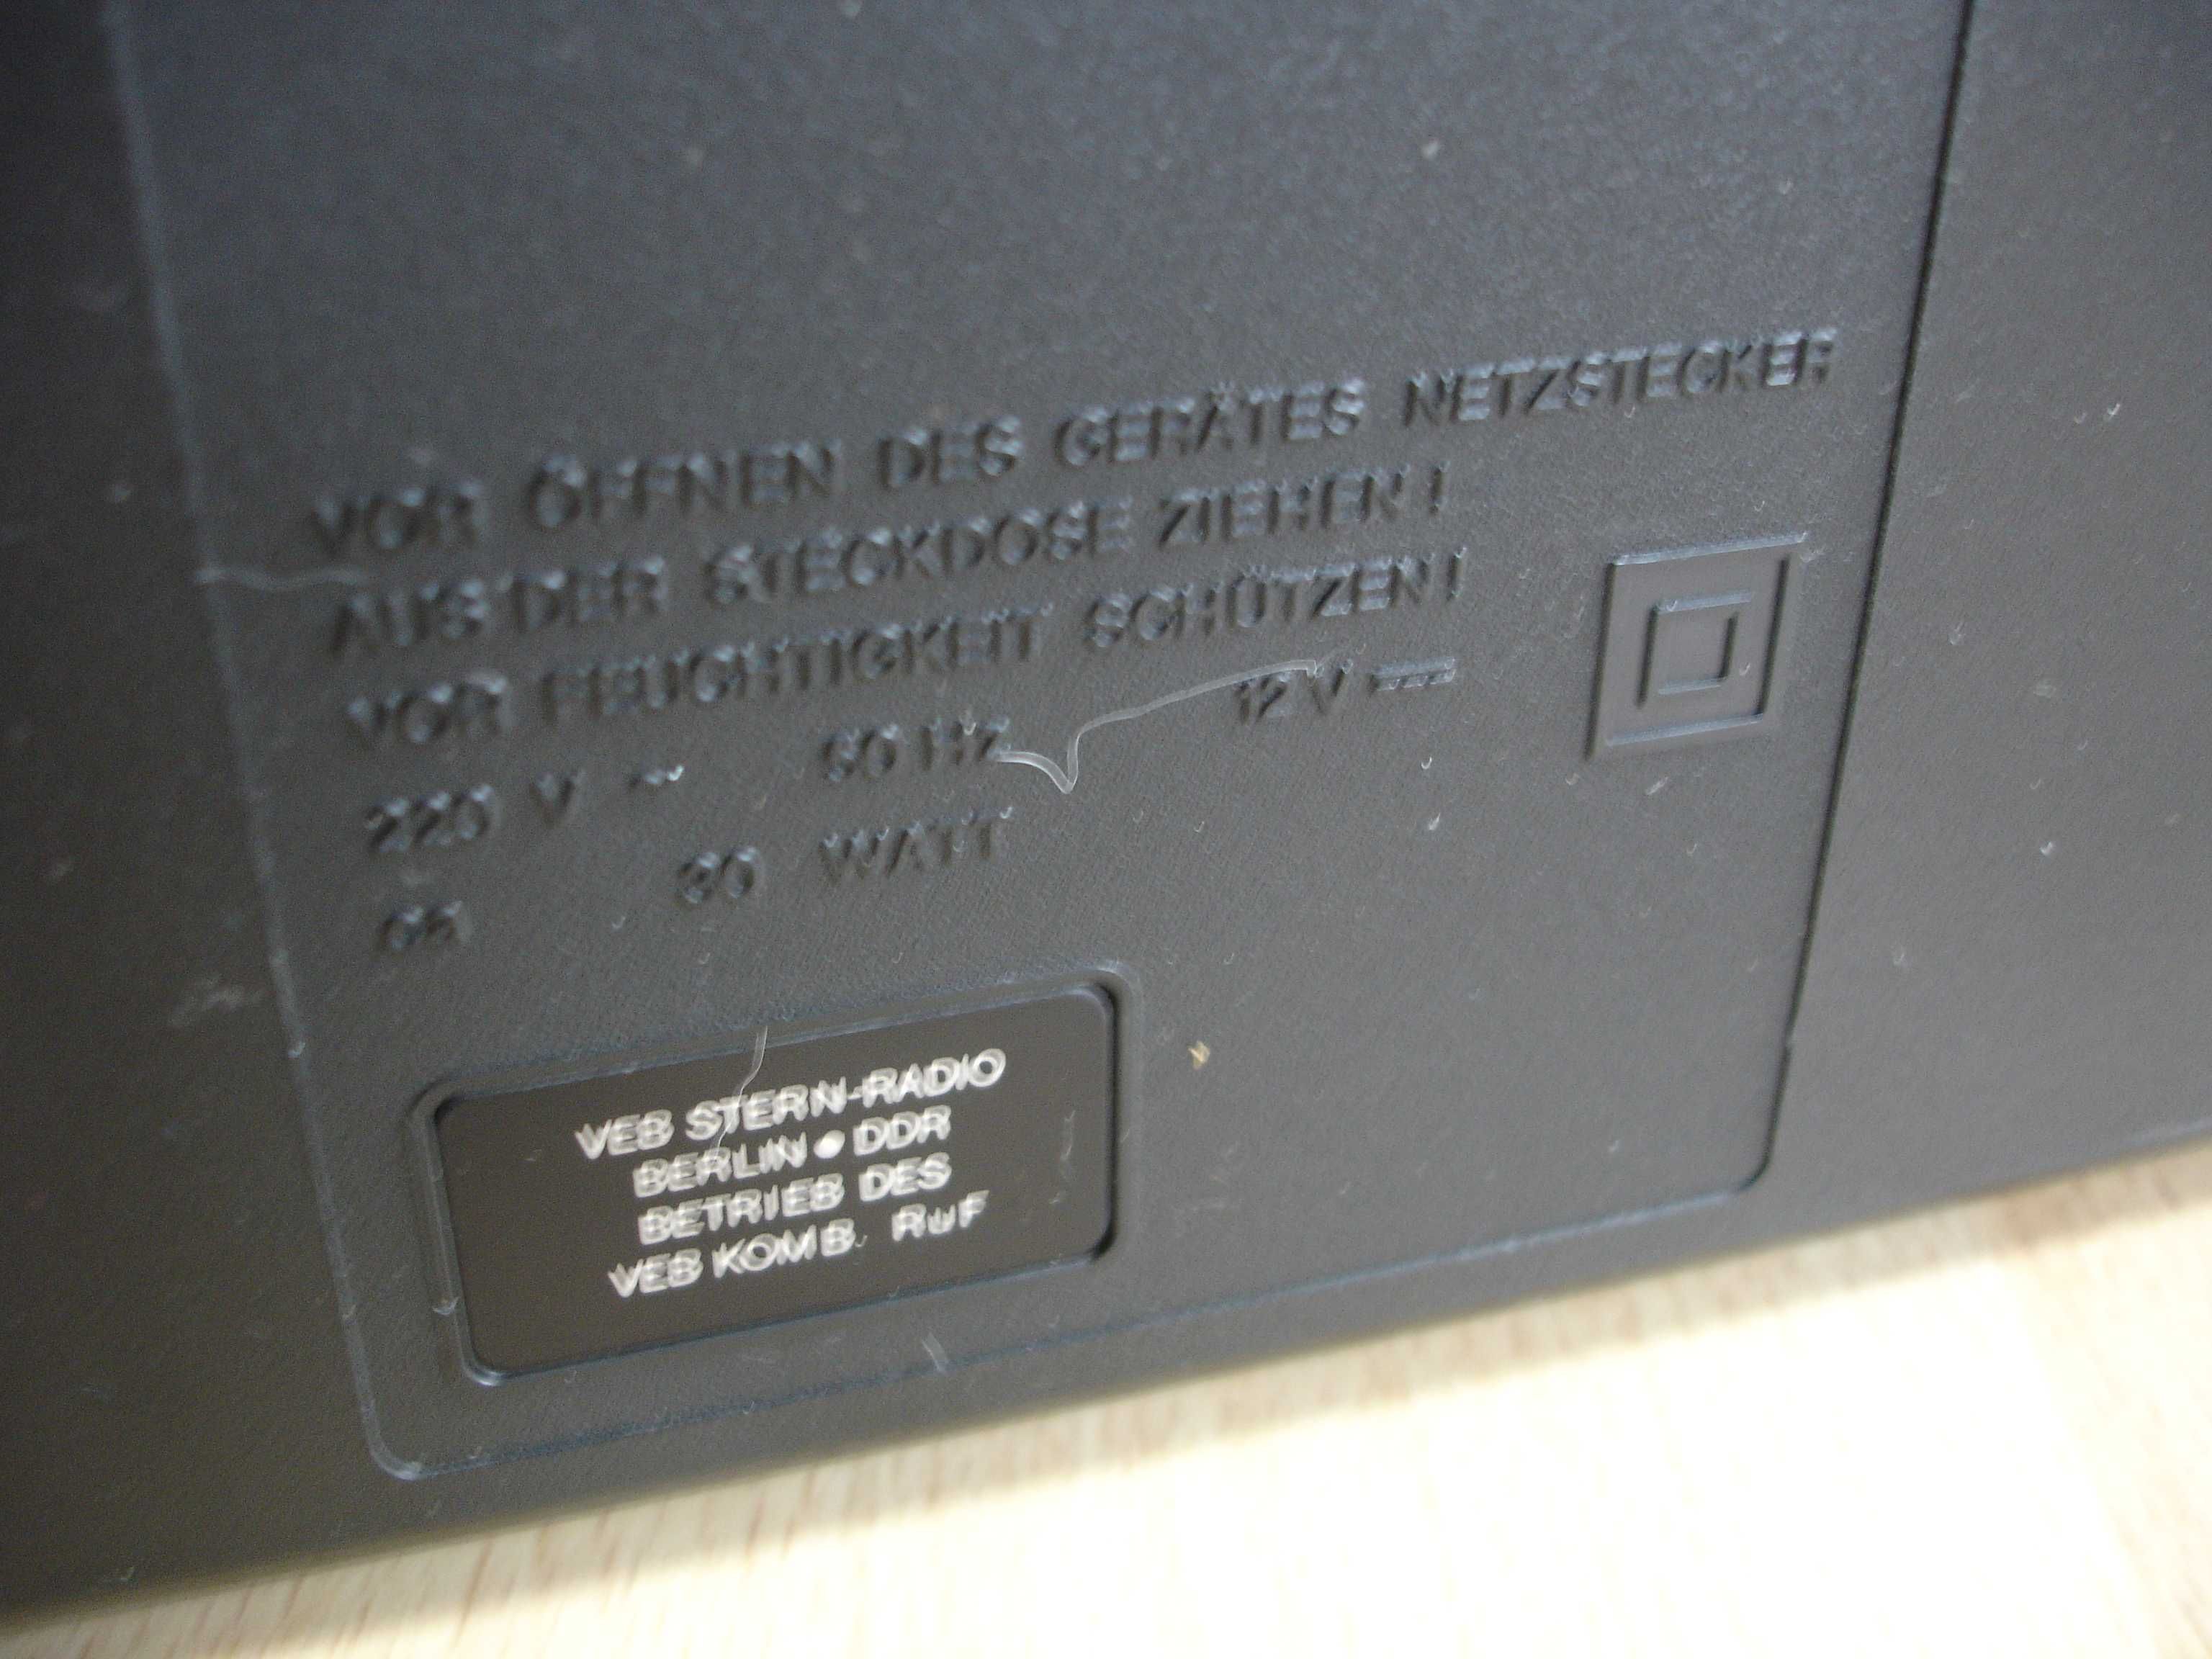 VOR ÖFFNEN DES GERÄTES NETZSTECKER
AUS DER STECKDOSE ZIEHEN!
VOR FEUCHTIGKEIT SCHÜTZEN!
220 V ~ 50 Hz 12 V
30 WATT
VEB STERN-RADIO
BERLIN • DDR
BETRIEB DES
VEB KOMB. RuF